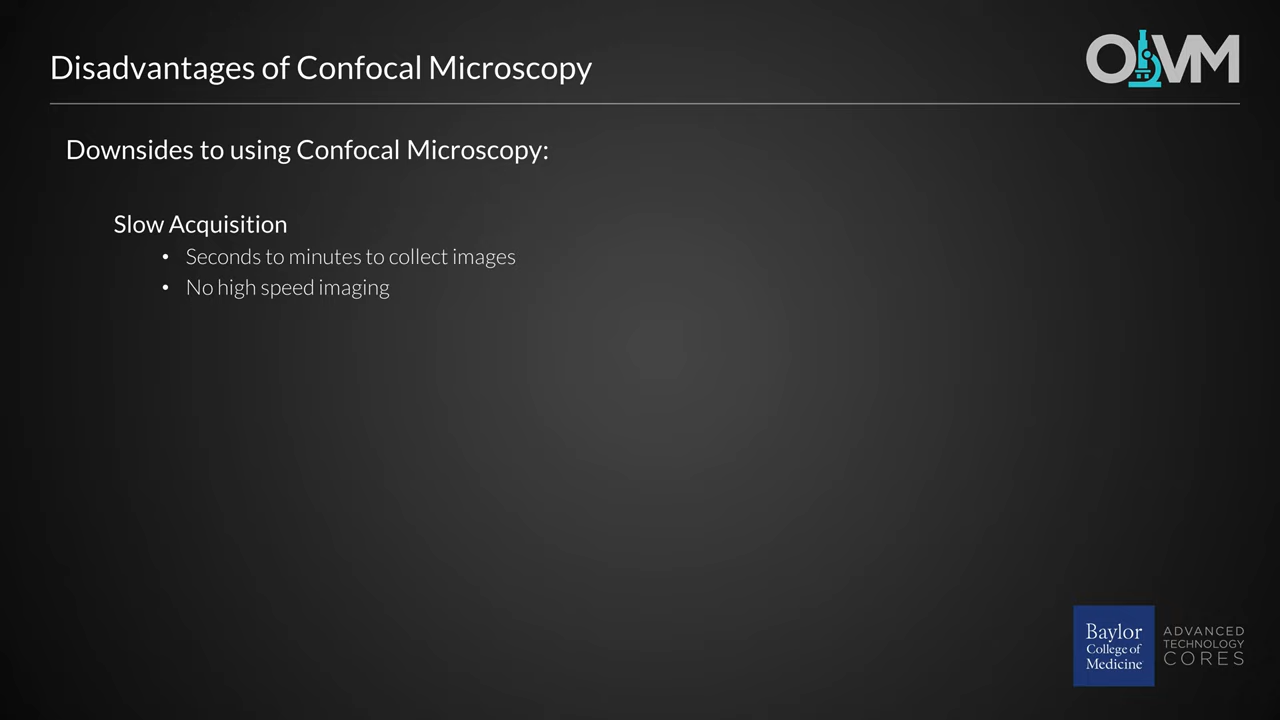 Disadvantages of Confocal Microscopy
OIVM
Downsides to using Confocal Microscopy:
Slow Acquisition
• Seconds to minutes to collect images
• No high speed imaging
Baylor
College of
Medicine
ADVANCED
TECHNOLOGY
CORES